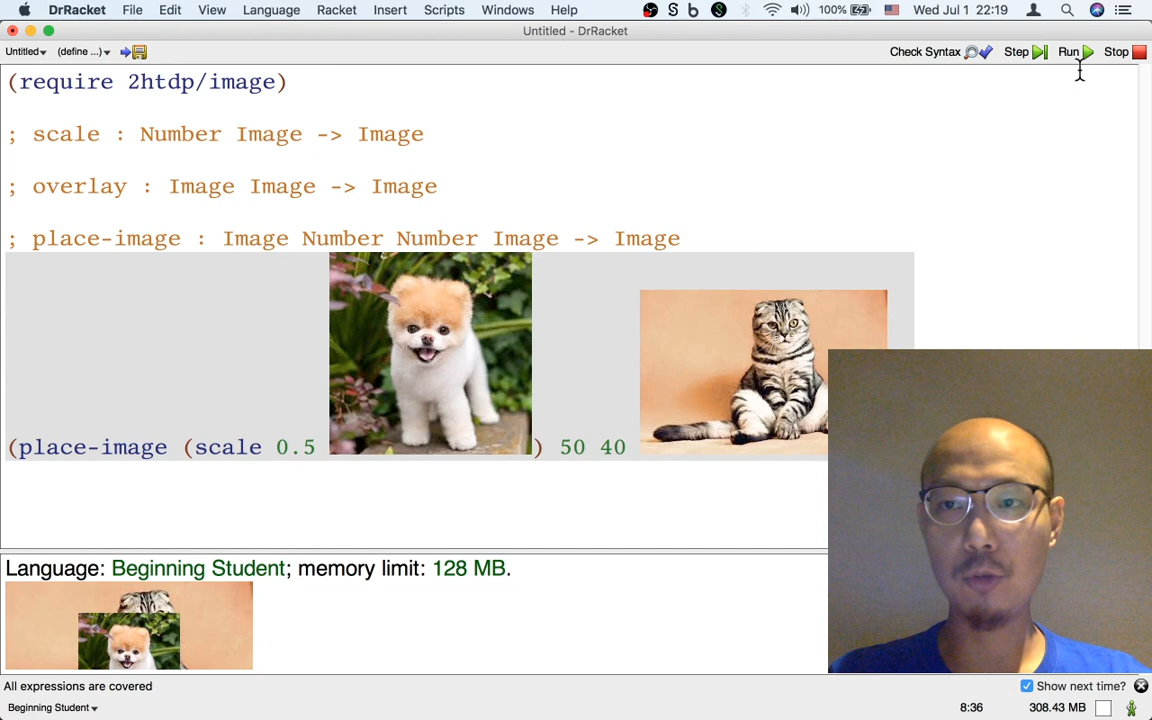 DrRacket File Edit View Language Racket Insert Scripts Windows Help S b S 100% Wed Jul 1 22:19
Untitled - DrRacket
Untitled (define ...) Check Syntax Step Run Stop
(require 2htdp/image)
; scale : Number Image -> Image
; overlay : Image Image -> Image
; place-image : Image Number Number Image -> Image
(place-image (scale 0.5 ) 50 40
Language: Beginning Student; memory limit: 128 MB.
All expressions are covered Show next time?
Beginning Student 8:36 308.43 MB